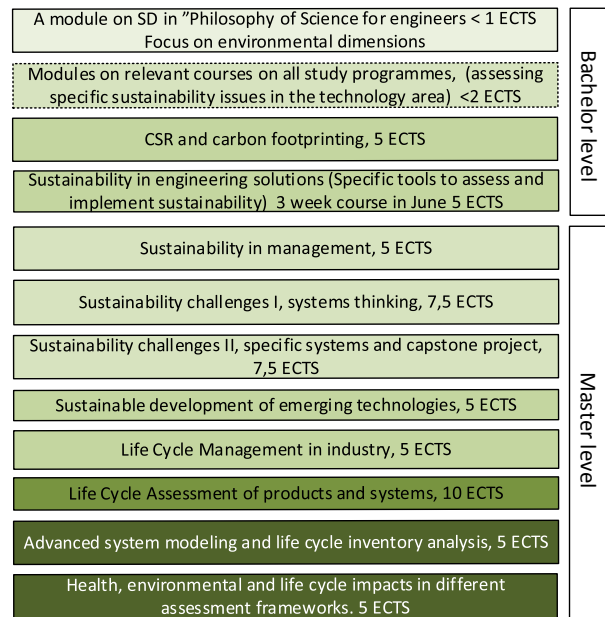 A module on SD in ”Philosophy of Science for engineers < 1 ECTS
Focus on environmental dimensions
Modules on relevant courses on all study programmes, (assessing
specific sustainability issues in the technology area) <2 ECTS
CSR and carbon footprinting, 5 ECTS
Sustainability in engineering solutions (Specific tools to assess and
implement sustainability) 3 week course in June 5 ECTS
Bachelor level
Sustainability in management, 5 ECTS
Sustainability challenges I, systems thinking, 7,5 ECTS
Sustainability challenges II, specific systems and capstone project,
7,5 ECTS
Sustainable development of emerging technologies, 5 ECTS
Life Cycle Management in industry, 5 ECTS
Life Cycle Assessment of products and systems, 10 ECTS
Advanced system modeling and life cycle inventory analysis, 5 ECTS
Health, environmental and life cycle impacts in different
assessment frameworks. 5 ECTS
Master level